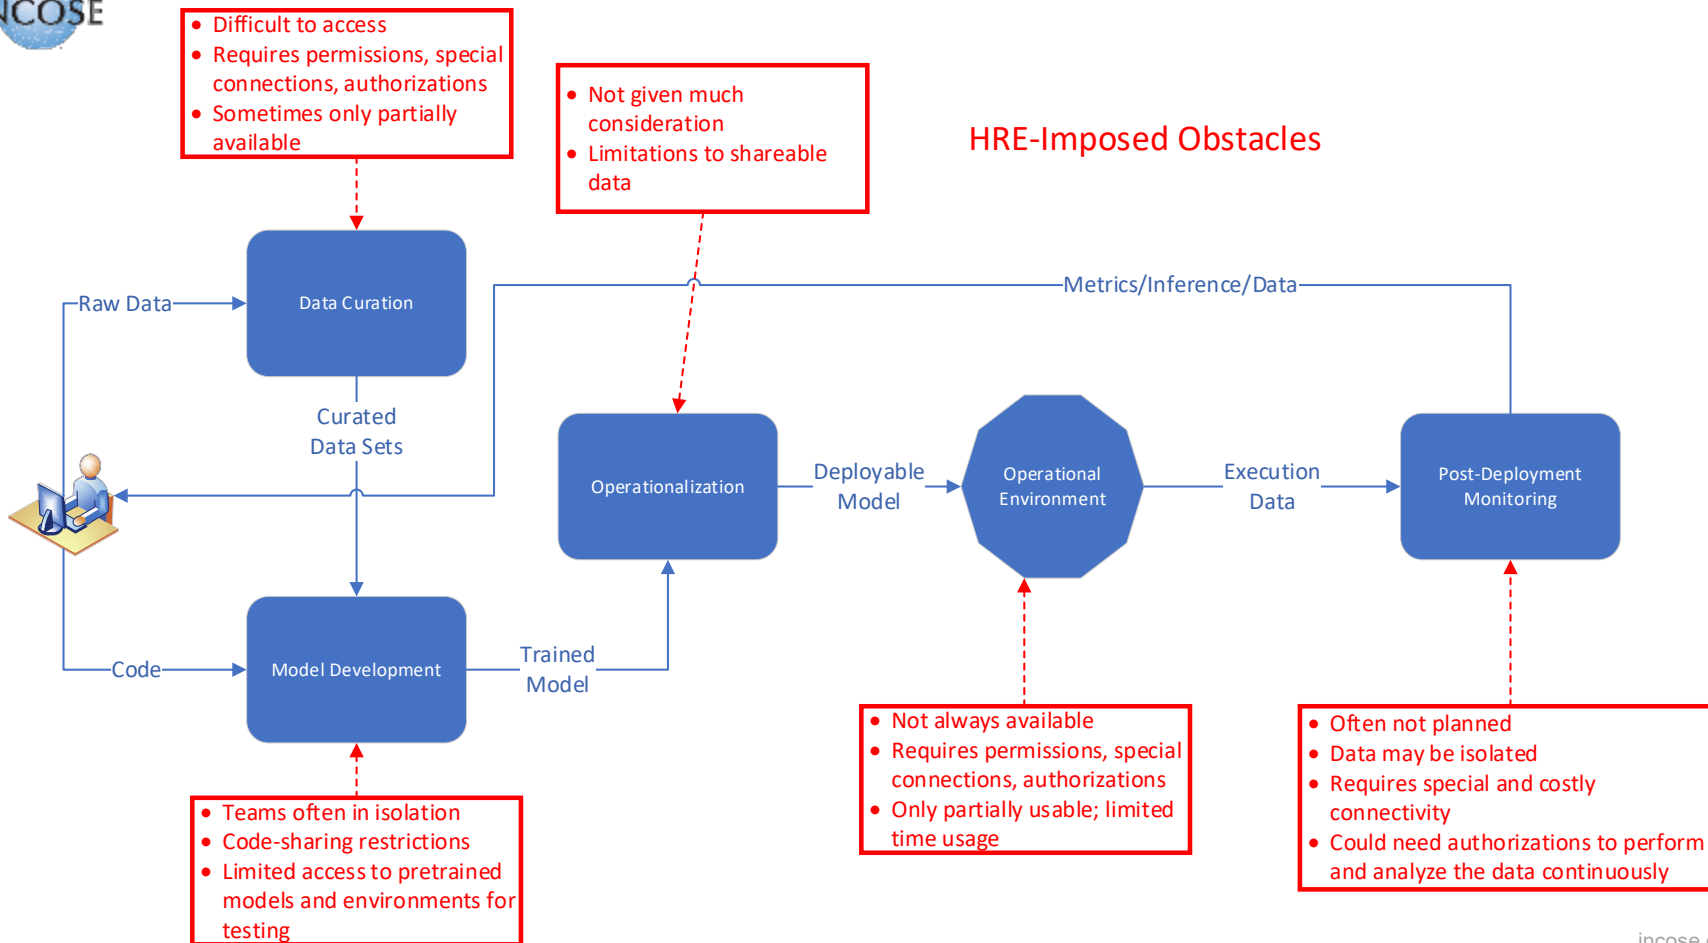 • Difficult to access
• Requires permissions, special
connections, authorizations
• Sometimes only partially
available
• Not given much
consideration
• Limitations to shareable
data
HRE-Imposed Obstacles
Raw Data
Data Curation
Metrics/Inference/Data
Curated
Data Sets
Operationalization
Deployable
Model
Operational
Environment
Execution
Data
Post-Deployment
Monitoring
Code
Model Development
Trained
Model
• Teams often in isolation
• Code-sharing restrictions
• Limited access to pretrained
models and environments for
testing
• Not always available
• Requires permissions, special
connections, authorizations
• Only partially usable; limited
time usage
• Often not planned
• Data may be isolated
• Requires special and costly
connectivity
• Could need authorizations to perform
and analyze the data continuously